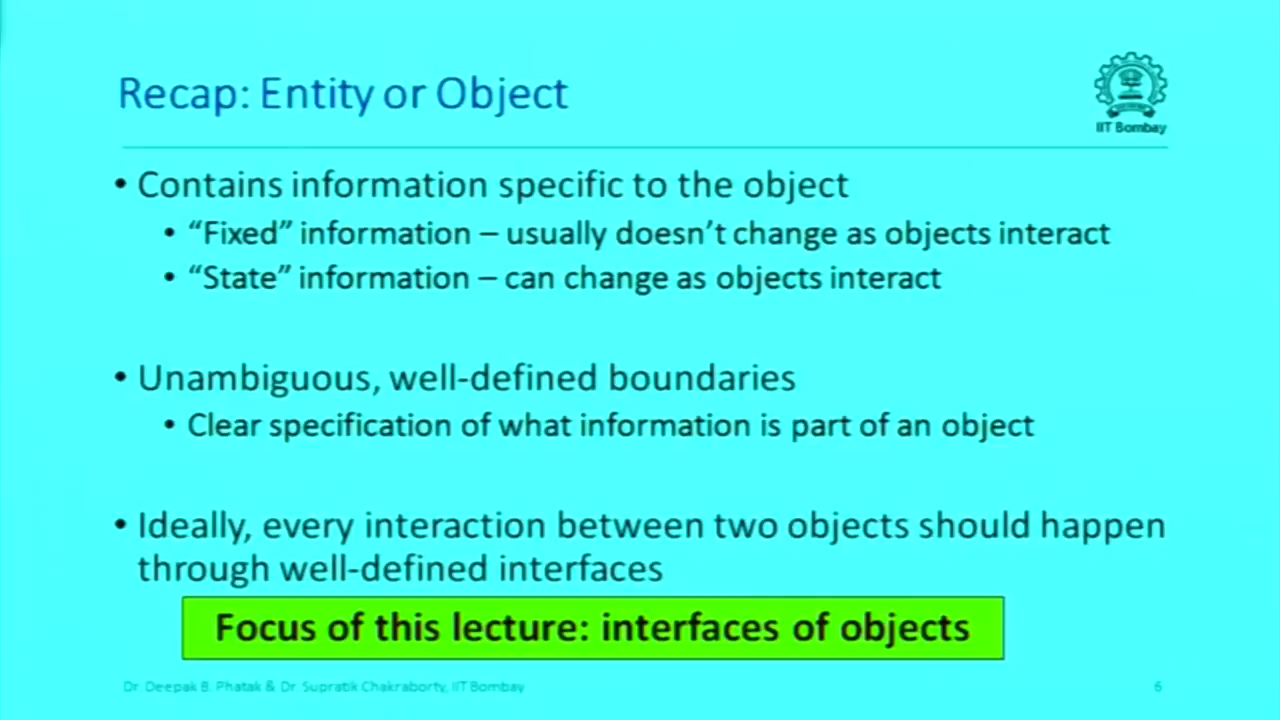 Recap: Entity or Object
IIT Bombay
• Contains information specific to the object
• “Fixed” information – usually doesn’t change as objects interact
• “State” information – can change as objects interact
• Unambiguous, well-defined boundaries
• Clear specification of what information is part of an object
• Ideally, every interaction between two objects should happen
through well-defined interfaces
Focus of this lecture: interfaces of objects
Dr. Deepak B. Phatak & Dr. Supratik Chakraborty, IIT Bombay
6